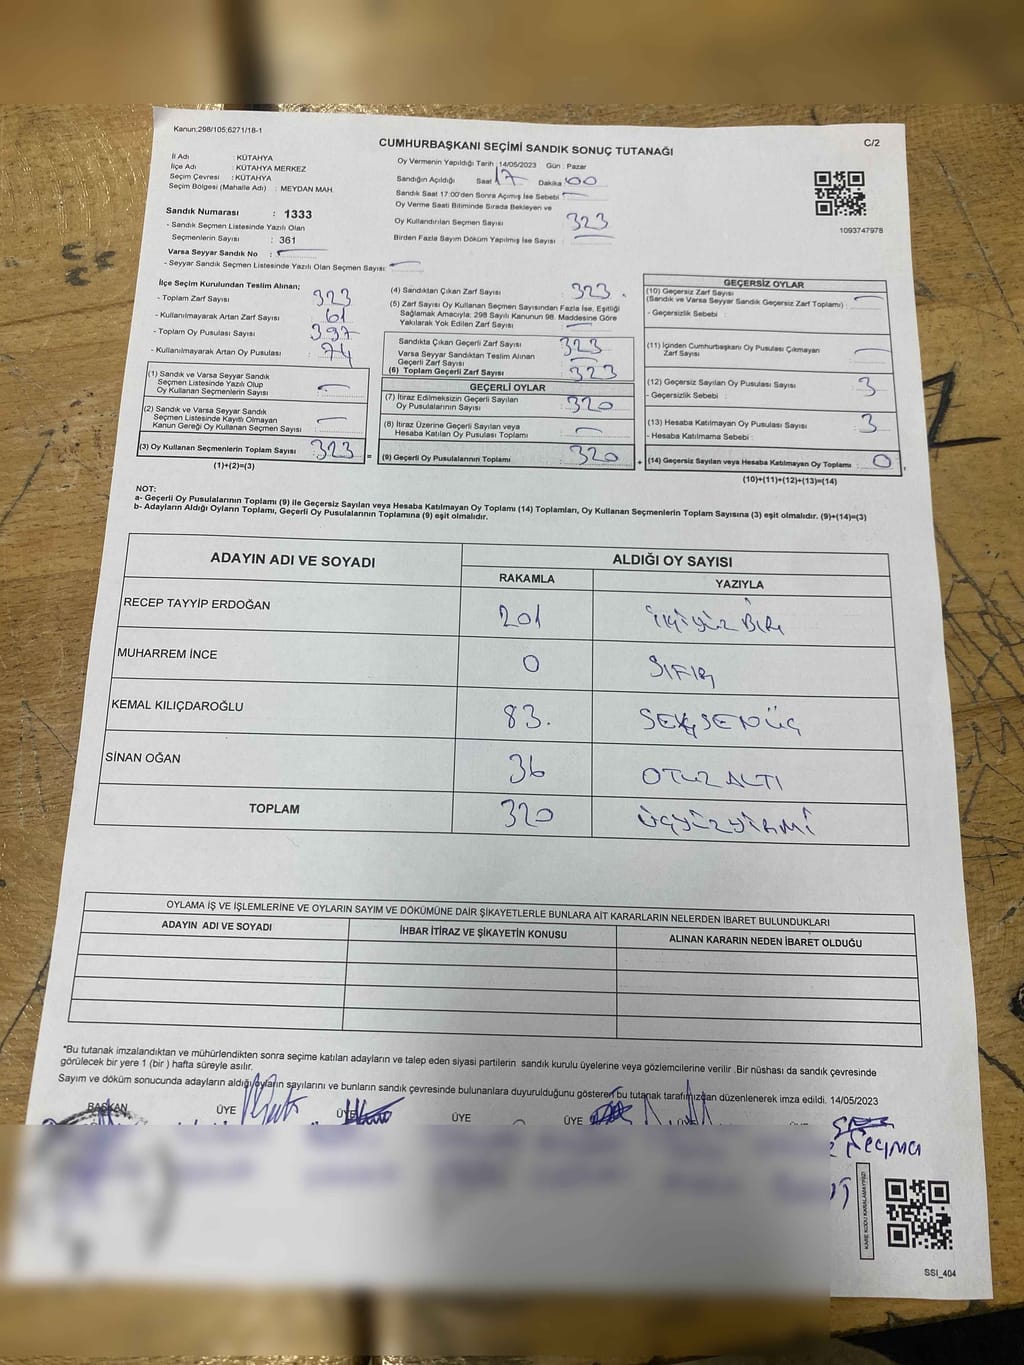 Kanun;298/105;6271/18-1
C/2
CUMHURBAŞKANI SEÇİMİ SANDIK SONUÇ TUTANAĞI
İl Adı : KÜTAHYA
İlçe Adı : KÜTAHYA MERKEZ
Seçim Çevresi : KÜTAHYA
Seçim Bölgesi (Mahalle Adı) : MEYDAN MAH.
Sandık Numarası : 1333
- Sandık Seçmen Listesinde Yazılı Olan
Seçmenlerin Sayısı : 361
Varsa Seyyar Sandık No :
- Seyyar Sandık Seçmen Listesinde Yazılı Olan Seçmen Sayısı:
Oy Vermenin Yapıldığı Tarih :14/05/2023 Gün : Pazar
Sandığın Açıldığı Saat 17 Dakika :00
Sandık Saat 17:00'den Sonra Açımış İse Sebebi :
Oy Verme Saati Bitiminde Sırada Bekleyen ve
Oy Kullandırılan Seçmen Sayısı : 323
Birden Fazla Sayım Döküm Yapılmış İse Sayısı :
1093747978
İlçe Seçim Kurulundan Teslim Alınan;
- Toplam Zarf Sayısı : 323
- Kullanılmayarak Artan Zarf Sayısı : 61
- Toplam Oy Pusulası Sayısı : 397
- Kullanılmayarak Artan Oy Pusulası : 74
(1) Sandık ve Varsa Seyyar Sandık
Seçmen Listesinde Yazılı Olup
Oy Kullanan Seçmenlerin Sayısı :
(2) Sandık ve Varsa Seyyar Sandık
Seçmen Listesinde Kayıtlı Olmayan
Kanun Gereği Oy Kullanan Seçmen Sayısı :
(3) Oy Kullanan Seçmenlerin Toplam Sayısı : 323 =
(1)+(2)=(3)
(4) Sandıktan Çıkan Zarf Sayısı : 323.
(5) Zarf Sayısı Oy Kullanan Seçmen Sayısından Fazla İse, Eşitliği
Sağlamak Amacıyla; 298 Sayılı Kanunun 98. Maddesine Göre
Yakılarak Yok Edilen Zarf Sayısı :
Sandıkta Çıkan Geçerli Zarf Sayısı : 323
Varsa Seyyar Sandıktan Teslim Alınan
Geçerli Zarf Sayısı :
(6) Toplam Geçerli Zarf Sayısı : 323
GEÇERLİ OYLAR
(7) İtiraz Edilmeksizin Geçerli Sayılan
Oy Pusulalarının Sayısı : 320
(8) İtiraz Üzerine Geçerli Sayılan veya
Hesaba Katılan Oy Pusulası Toplamı :
(9) Geçerli Oy Pusulalarının Toplamı : 320 +
GEÇERSİZ OYLAR
(10) Geçersiz Zarf Sayısı
(Sandık ve Varsa Seyyar Sandık Geçersiz Zarf Toplamı) :
- Geçersizlik Sebebi :
(11) İçinden Cumhurbaşkanı Oy Pusulası Çıkmayan
Zarf Sayısı :
(12) Geçersiz Sayılan Oy Pusulası Sayısı : 3
- Geçersizlik Sebebi :
(13) Hesaba Katılmayan Oy Pusulası Sayısı : 3
- Hesaba Katılmama Sebebi :
(14) Geçersiz Sayılan veya Hesaba Katılmayan Oy Toplamı : 0
(10)+(11)+(12)+(13)=(14)
NOT:
a- Geçerli Oy Pusulalarının Toplamı (9) ile Geçersiz Sayılan veya Hesaba Katılmayan Oy Toplamı (14) Toplamları, Oy Kullanan Seçmenlerin Toplam Sayısına (3) eşit olmalıdır. (9)+(14)=(3)
b- Adayların Aldığı Oyların Toplamı, Geçerli Oy Pusulalarının Toplamına (9) eşit olmalıdır.
ADAYIN ADI VE SOYADI ALDIĞI OY SAYISI
RAKAMLA YAZIYLA
RECEP TAYYİP ERDOĞAN 201 İKİYÜZ BİR
MUHARREM İNCE 0 SIFIR
KEMAL KILIÇDAROĞLU 83. SEKSENÜÇ
SİNAN OĞAN 36 OTUZ ALTI
TOPLAM 320 ÜÇYÜZYİRMİ
OYLAMA İŞ VE İŞLEMLERİNE VE OYLARIN SAYIM VE DÖKÜMÜNE DAİR ŞİKAYETLERLE BUNLARA AİT KARARLARIN NELERDEN İBARET BULUNDUKLARI
ADAYIN ADI VE SOYADI İHBAR İTİRAZ VE ŞİKAYETİN KONUSU ALINAN KARARIN NEDEN İBARET OLDUĞU
*Bu tutanak imzalandıktan ve mühürlendikten sonra seçime katılan adayların ve talep eden siyasi partilerin sandık kurulu üyelerine veya gözlemcilerine verilir .Bir nüshası da sandık çevresinde
görülecek bir yere 1 (bir ) hafta süreyle asılır.
Sayım ve döküm sonucunda adayların aldığı oyların sayılarını ve bunların sandık çevresinde bulunanlara duyurulduğunu gösteren bu tutanak tarafımızdan düzenlenerek imza edildi. 14/05/2023
BAŞKAN ÜYE ÜYE ÜYE ÜYE
KARE KODU KARALAMAYINIZ!
SSI_404